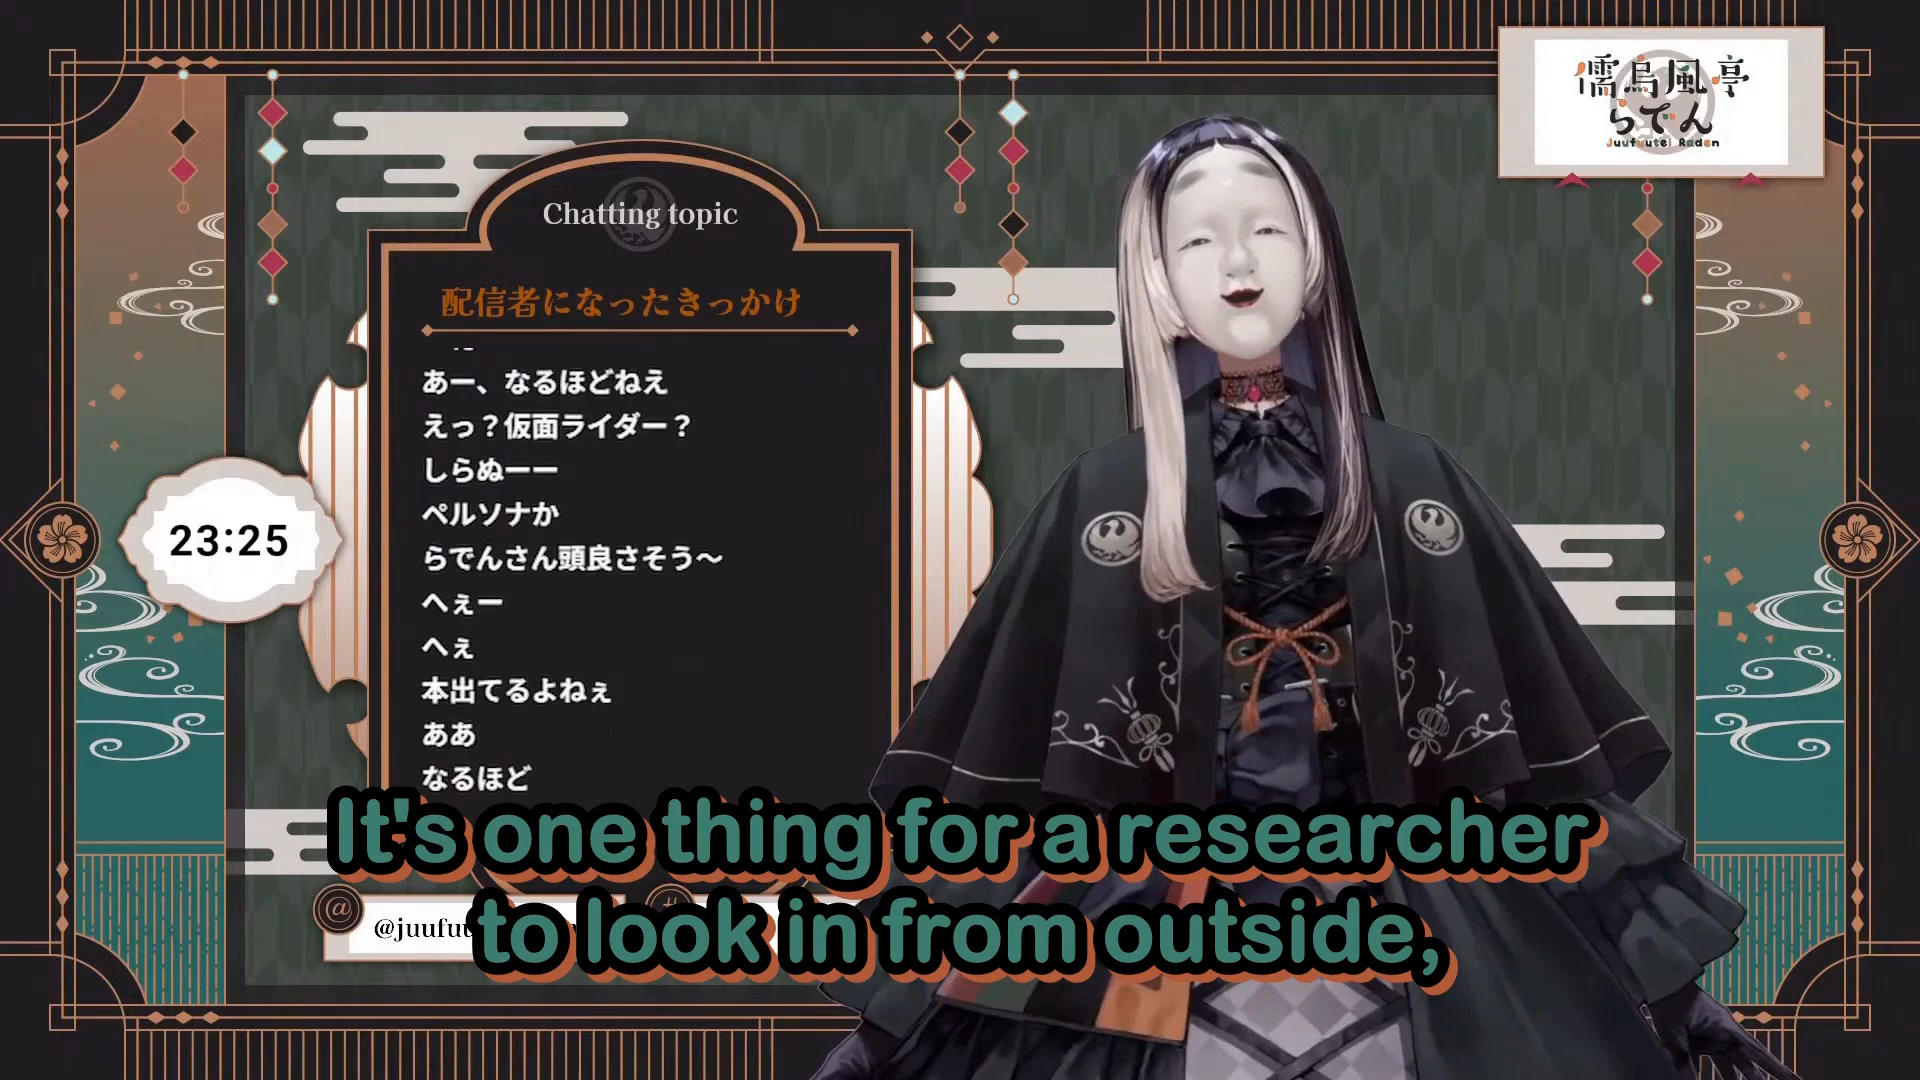 儒烏風亭
らでん
Juufuutei Raden
Chatting topic
配信者になったきっかけ
あー、なるほどねえ
えっ？仮面ライダー？
しらぬーー
ペルソナか
らでんさん頭良さそう～
へぇー
へぇ
本出てるよねぇ
ああ
なるほど
23:25
It's one thing for a researcher
to look in from outside,
@juufuu